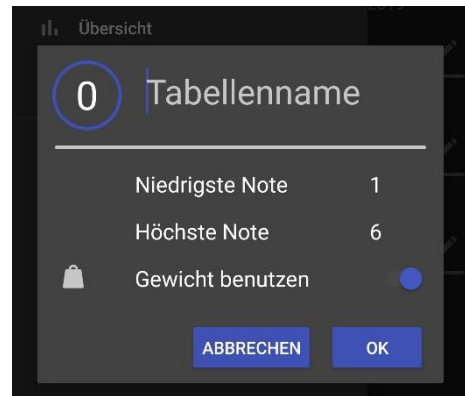 Übersicht
0 Tabellenname
Niedrigste Note 1
Höchste Note 6
Gewicht benutzen
ABBRECHEN OK